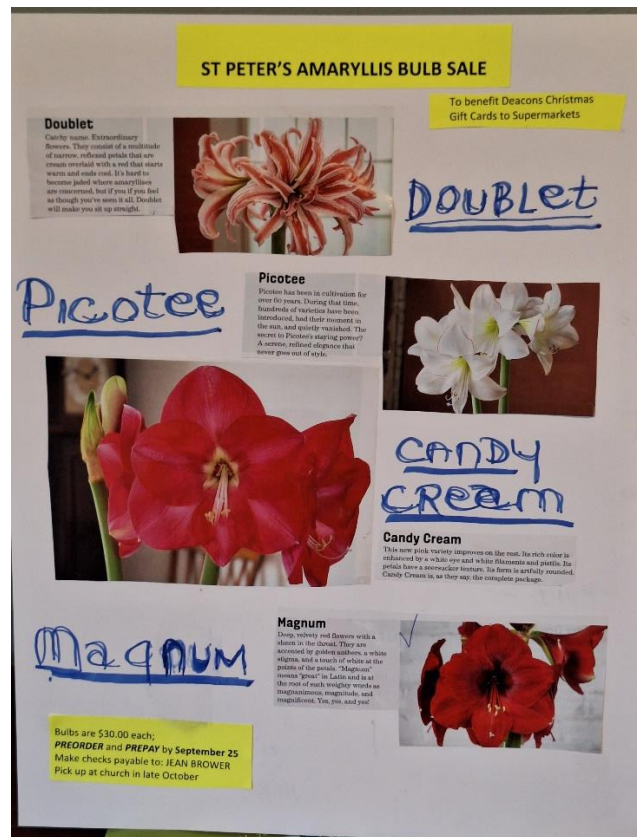 ST PETER'S AMARYLLIS BULB SALE
To benefit Deacons Christmas
Gift Cards to Supermarkets
Doublet
Catchy name. Extraordinary
flowers. They consist of a multitude
of narrow, reflexed petals that are
cream overlaid with a red that starts
warm and ends cool. It's hard to
become jaded where amaryllises
are concerned, but if you if you feel
as though you've seen it all, Doublet
will make you sit up straight.
DOUBLet
Picotee
Picotee
Picotee has been in cultivation for
over 60 years. During that time,
hundreds of varieties have been
introduced, had their moment in
the sun, and quietly vanished. The
secret to Picotee's staying power?
A serene, refined elegance that
never goes out of style.
CANDY
CReam
Candy Cream
This new pink variety improves on the rest. Its rich color is
enhanced by a white eye and white filaments and pistils. Its
petals have a seersucker texture. Its form is artfully rounded.
Candy Cream is, as they say, the complete package.
MagnUM
Magnum
Deep, velvety red flowers with a
sheen in the throat. They are
accented by golden anthers, a white
stigma, and a touch of white at the
points of the petals. "Magnum"
means "great" in Latin and is at
the root of such weighty words as
magnanimous, magnitude, and
magnificent. Yes, yes, and yes!
Bulbs are $30.00 each;
PREORDER and PREPAY by September 25
Make checks payable to: JEAN BROWER
Pick up at church in late October